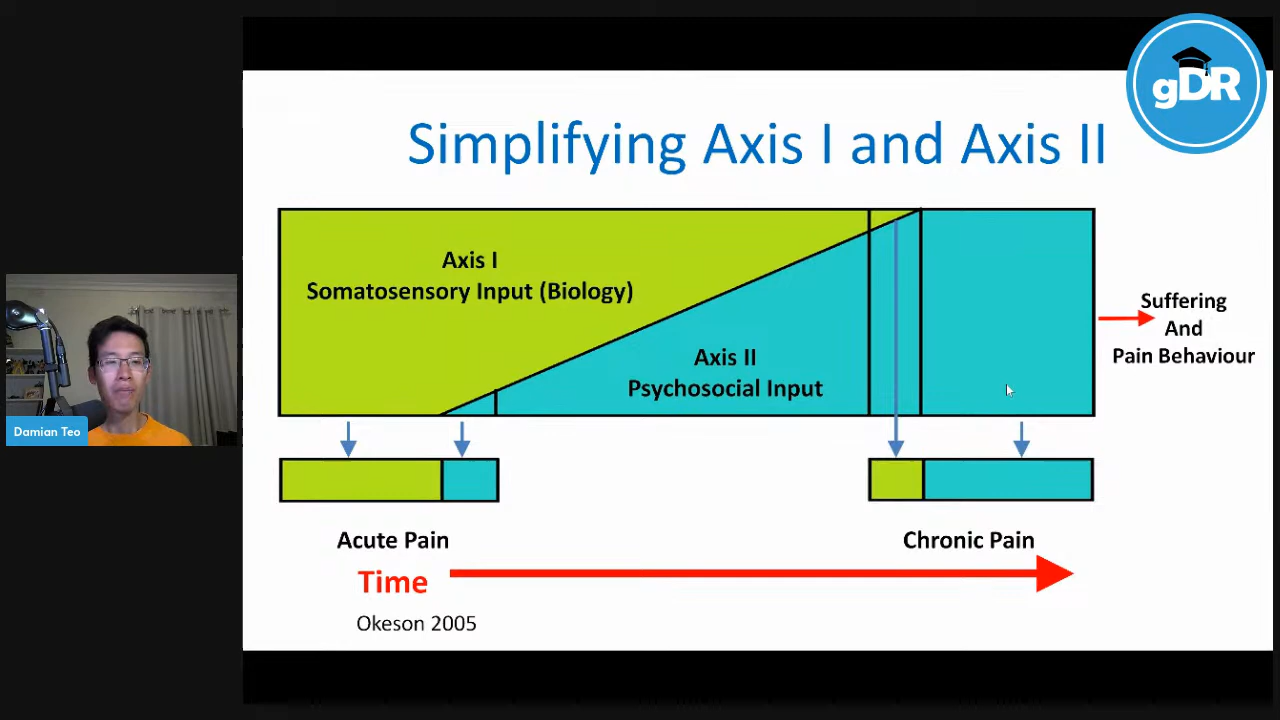 gDR
Simplifying Axis I and Axis II
Axis I
Somatosensory Input (Biology)
Axis II
Psychosocial Input
Suffering
And
Pain Behaviour
Damian Teo
Acute Pain
Chronic Pain
Time
Okeson 2005